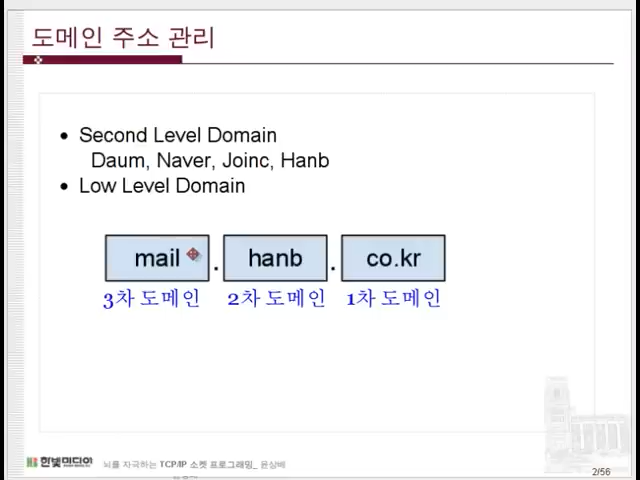 도메인 주소 관리
• Second Level Domain
Daum, Naver, Joinc, Hanb
• Low Level Domain
mail . hanb . co.kr
3차 도메인 2차 도메인 1차 도메인
한빛미디어 뇌를 자극하는 TCP/IP 소켓 프로그래밍_ 윤상배
2/56